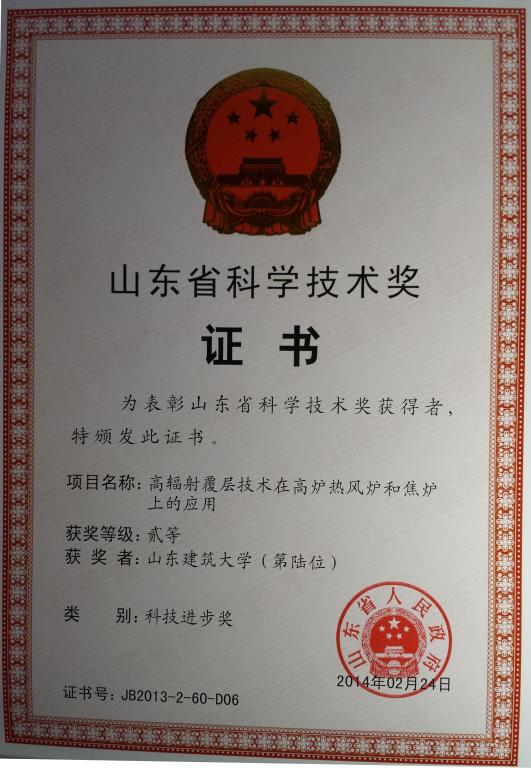 山东省科学技术奖
证书
为表彰山东省科学技术奖获得者，
特颁发此证书。
项目名称：高辐射覆层技术在高炉热风炉和焦炉
上的应用
获奖等级：贰等
获奖者：山东建筑大学（第陆位）
类别：科技进步奖
山东省人民政府
2014年02月24日
证书号：JB2013-2-60-D06